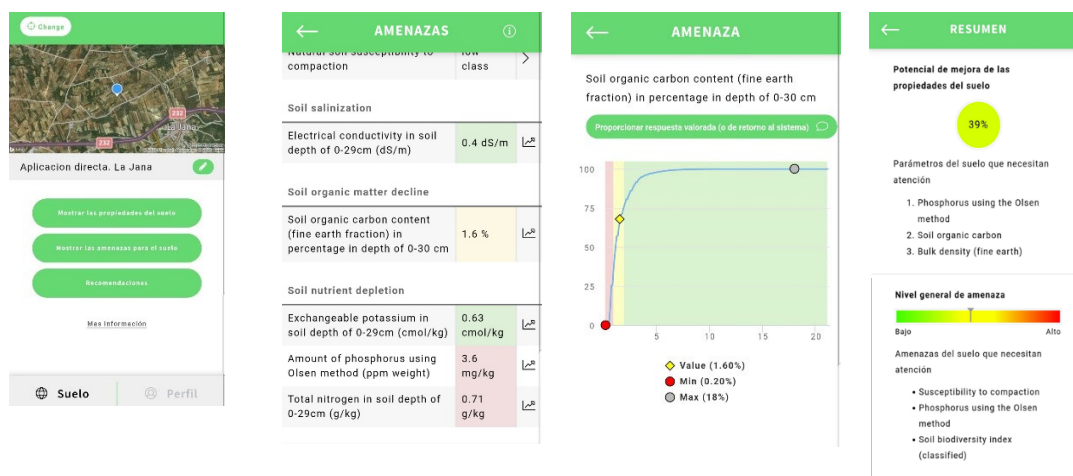 Change
232
La Jana
232
Aplicacion directa. La Jana
Mostrar las propiedades del suelo
Mostrar las amenazas para el suelo
Recomendaciones
Mas información
Suelo
Perfil
AMENAZAS
Natural soil susceptibility to
compaction
low
class
Soil salinization
Electrical conductivity in soil
depth of 0-29cm (dS/m)
0.4 dS/m
Soil organic matter decline
Soil organic carbon content
(fine earth fraction) in
percentage in depth of 0-30 cm
1.6 %
Soil nutrient depletion
Exchangeable potassium in
soil depth of 0-29cm (cmol/kg)
0.63
cmol/kg
Amount of phosphorus using
Olsen method (ppm weight)
3.6
mg/kg
Total nitrogen in soil depth of
0-29cm (g/kg)
0.71
g/kg
AMENAZA
Soil organic carbon content (fine earth
fraction) in percentage in depth of 0-30 cm
Proporcionar respuesta valorada (o de retorno al sistema)
100
75
50
25
0
5 10 15 20
Value (1.60%)
Min (0.20%)
Max (18%)
RESUMEN
Potencial de mejora de las
propiedades del suelo
39%
Parámetros del suelo que necesitan
atención
1. Phosphorus using the Olsen
method
2. Soil organic carbon
3. Bulk density (fine earth)
Nivel general de amenaza
Bajo Alto
Amenazas del suelo que necesitan
atención
• Susceptibility to compaction
• Phosphorus using the Olsen
method
• Soil biodiversity index
(classified)